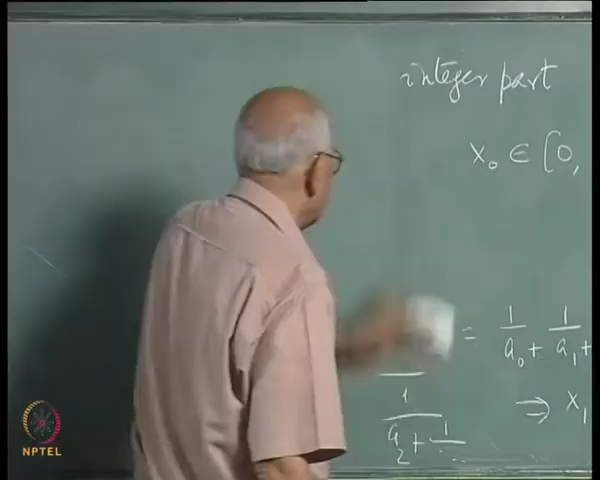 integer part
x₀ ∈ [0,
= 1/a₀+ 1/a₁+
1/a₂+ 1/
⇒ x₁
NPTEL